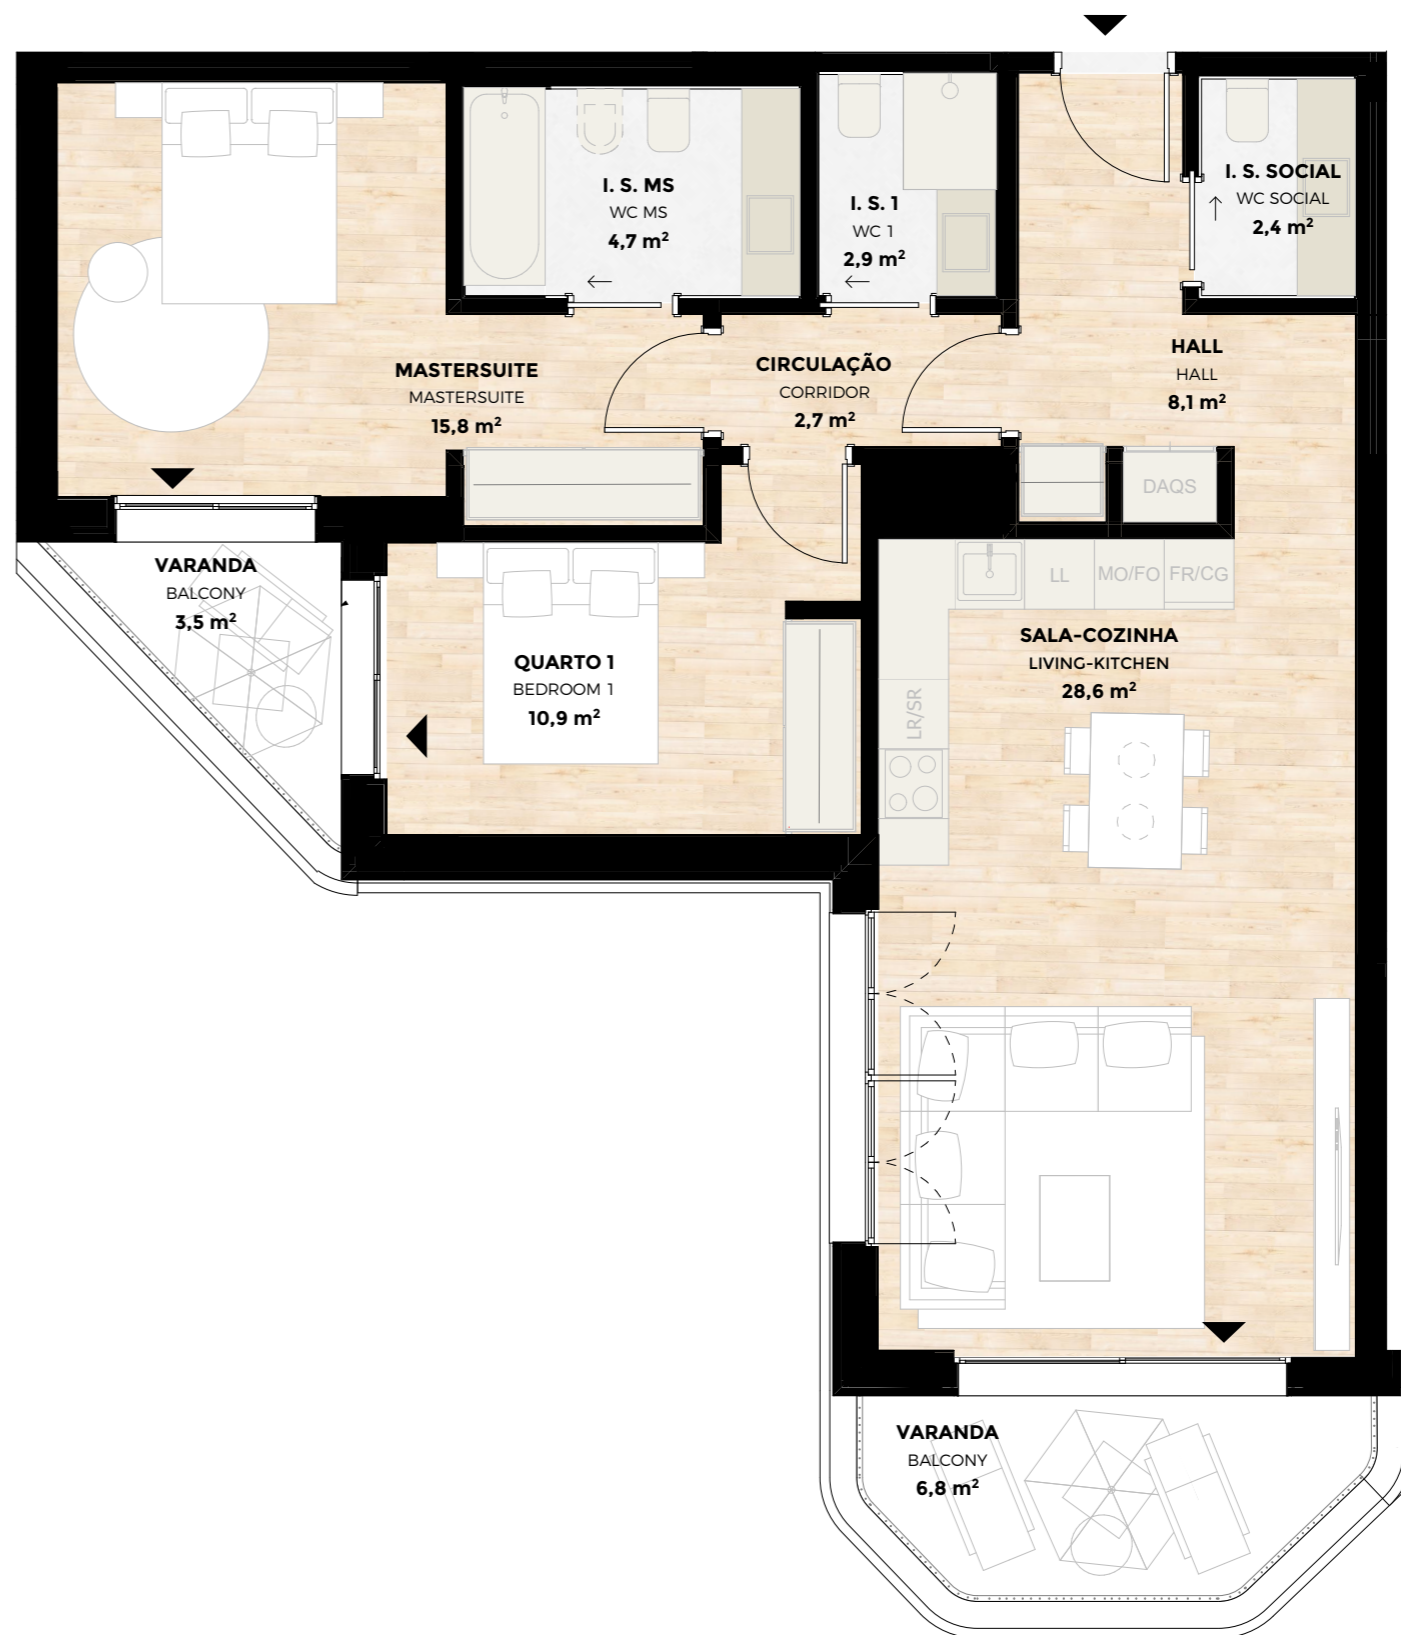 I. S. MS
WC MS
4,7 m²
I. S. 1
WC 1
2,9 m²
I. S. SOCIAL
WC SOCIAL
2,4 m²
MASTERSUITE
MASTERSUITE
15,8 m²
CIRCULAÇÃO
CORRIDOR
2,7 m²
HALL
HALL
8,1 m²
DAQS
VARANDA
BALCONY
3,5 m²
LL
MO/FO
FR/CG
QUARTO 1
BEDROOM 1
10,9 m²
SALA-COZINHA
LIVING-KITCHEN
28,6 m²
LR/SR
VARANDA
BALCONY
6,8 m²